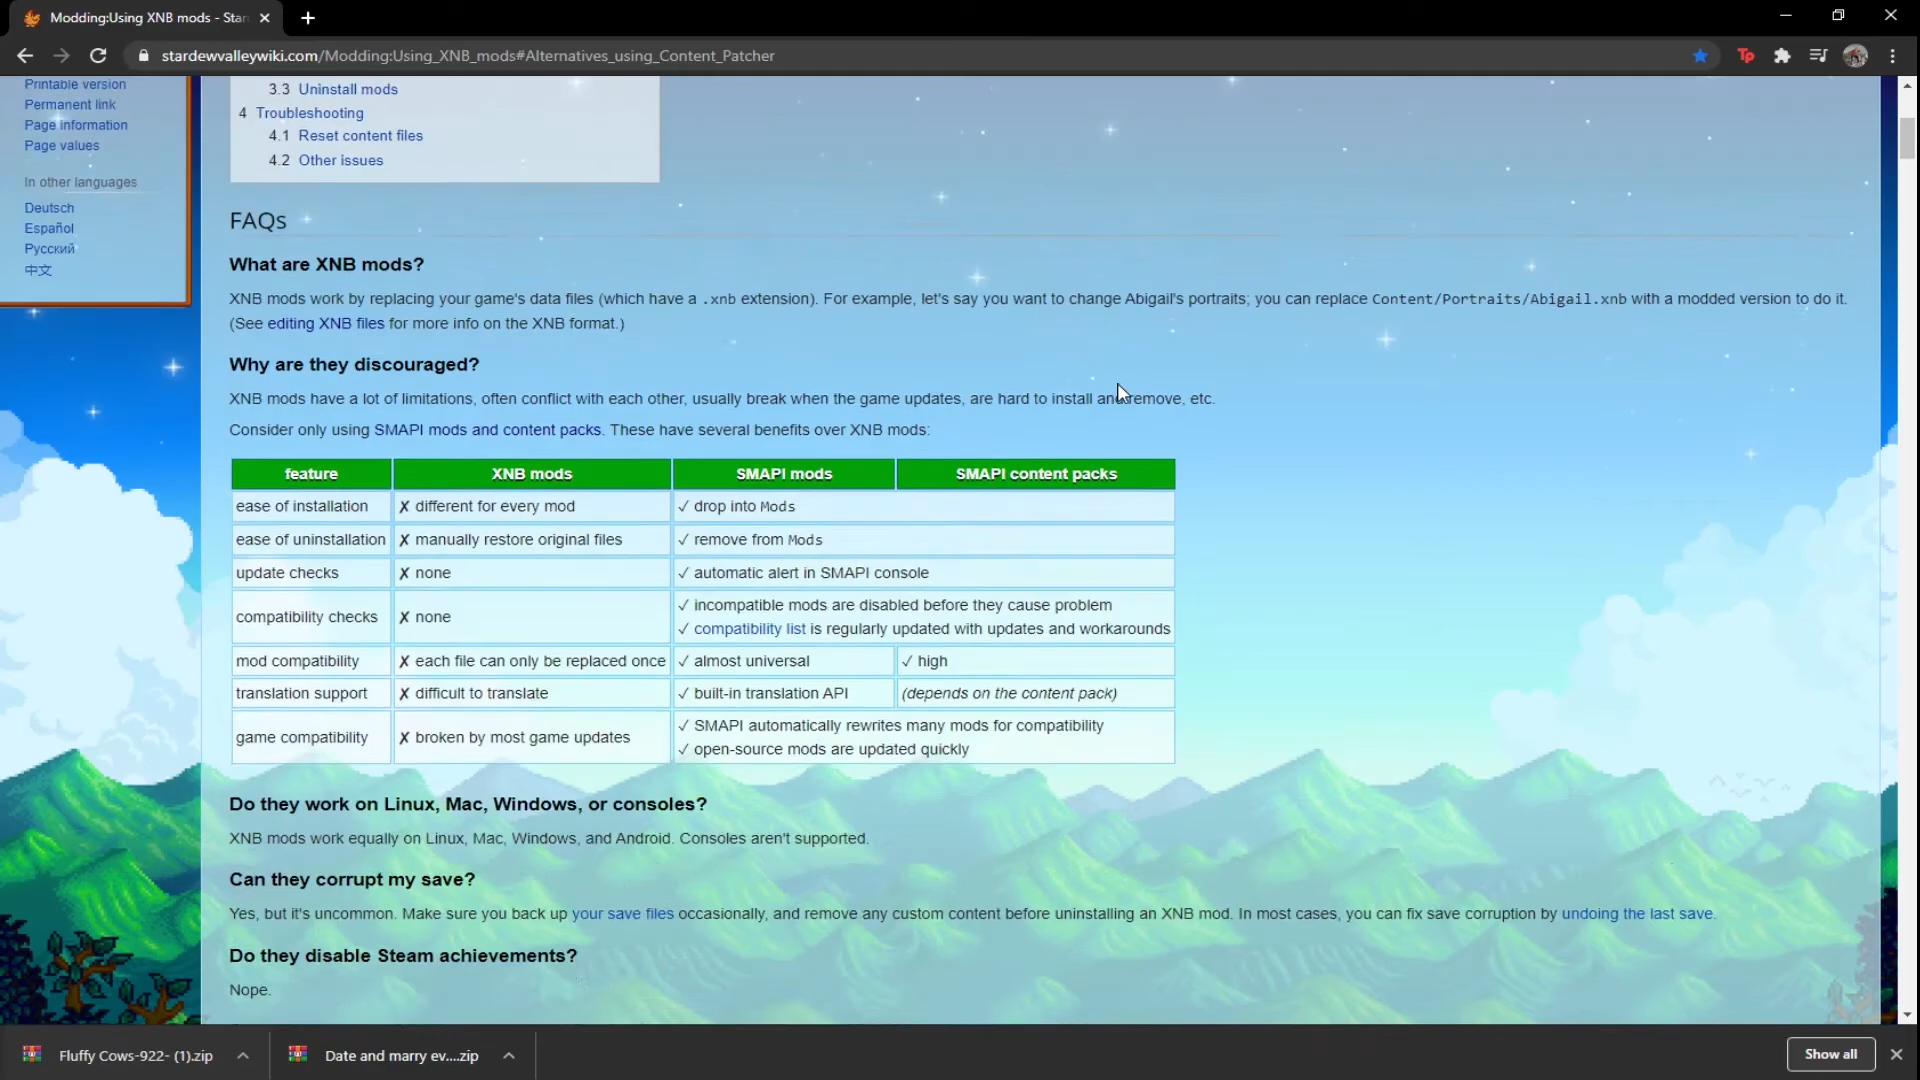 Modding:Using XNB mods - Star
stardewvalleywiki.com/Modding:Using_XNB_mods#Alternatives_using_Content_Patcher
Tp
Printable version
Permanent link
Page information
Page values
In other languages
Deutsch
Español
Русский
中文
3.3 Uninstall mods
4 Troubleshooting
4.1 Reset content files
4.2 Other issues
FAQs
What are XNB mods?
XNB mods work by replacing your game's data files (which have a .xnb extension). For example, let's say you want to change Abigail's portraits; you can replace Content/Portraits/Abigail.xnb with a modded version to do it.
(See editing XNB files for more info on the XNB format.)
Why are they discouraged?
XNB mods have a lot of limitations, often conflict with each other, usually break when the game updates, are hard to install and remove, etc.
Consider only using SMAPI mods and content packs. These have several benefits over XNB mods:
feature XNB mods SMAPI mods SMAPI content packs
ease of installation ✗ different for every mod ✓ drop into Mods
ease of uninstallation ✗ manually restore original files ✓ remove from Mods
update checks ✗ none ✓ automatic alert in SMAPI console
compatibility checks ✗ none ✓ incompatible mods are disabled before they cause problem
✓ compatibility list is regularly updated with updates and workarounds
mod compatibility ✗ each file can only be replaced once ✓ almost universal ✓ high
translation support ✗ difficult to translate ✓ built-in translation API (depends on the content pack)
game compatibility ✗ broken by most game updates ✓ SMAPI automatically rewrites many mods for compatibility
✓ open-source mods are updated quickly
Do they work on Linux, Mac, Windows, or consoles?
XNB mods work equally on Linux, Mac, Windows, and Android. Consoles aren't supported.
Can they corrupt my save?
Yes, but it's uncommon. Make sure you back up your save files occasionally, and remove any custom content before uninstalling an XNB mod. In most cases, you can fix save corruption by undoing the last save.
Do they disable Steam achievements?
Nope.
Fluffy Cows-922- (1).zip
Date and marry ev....zip
Show all